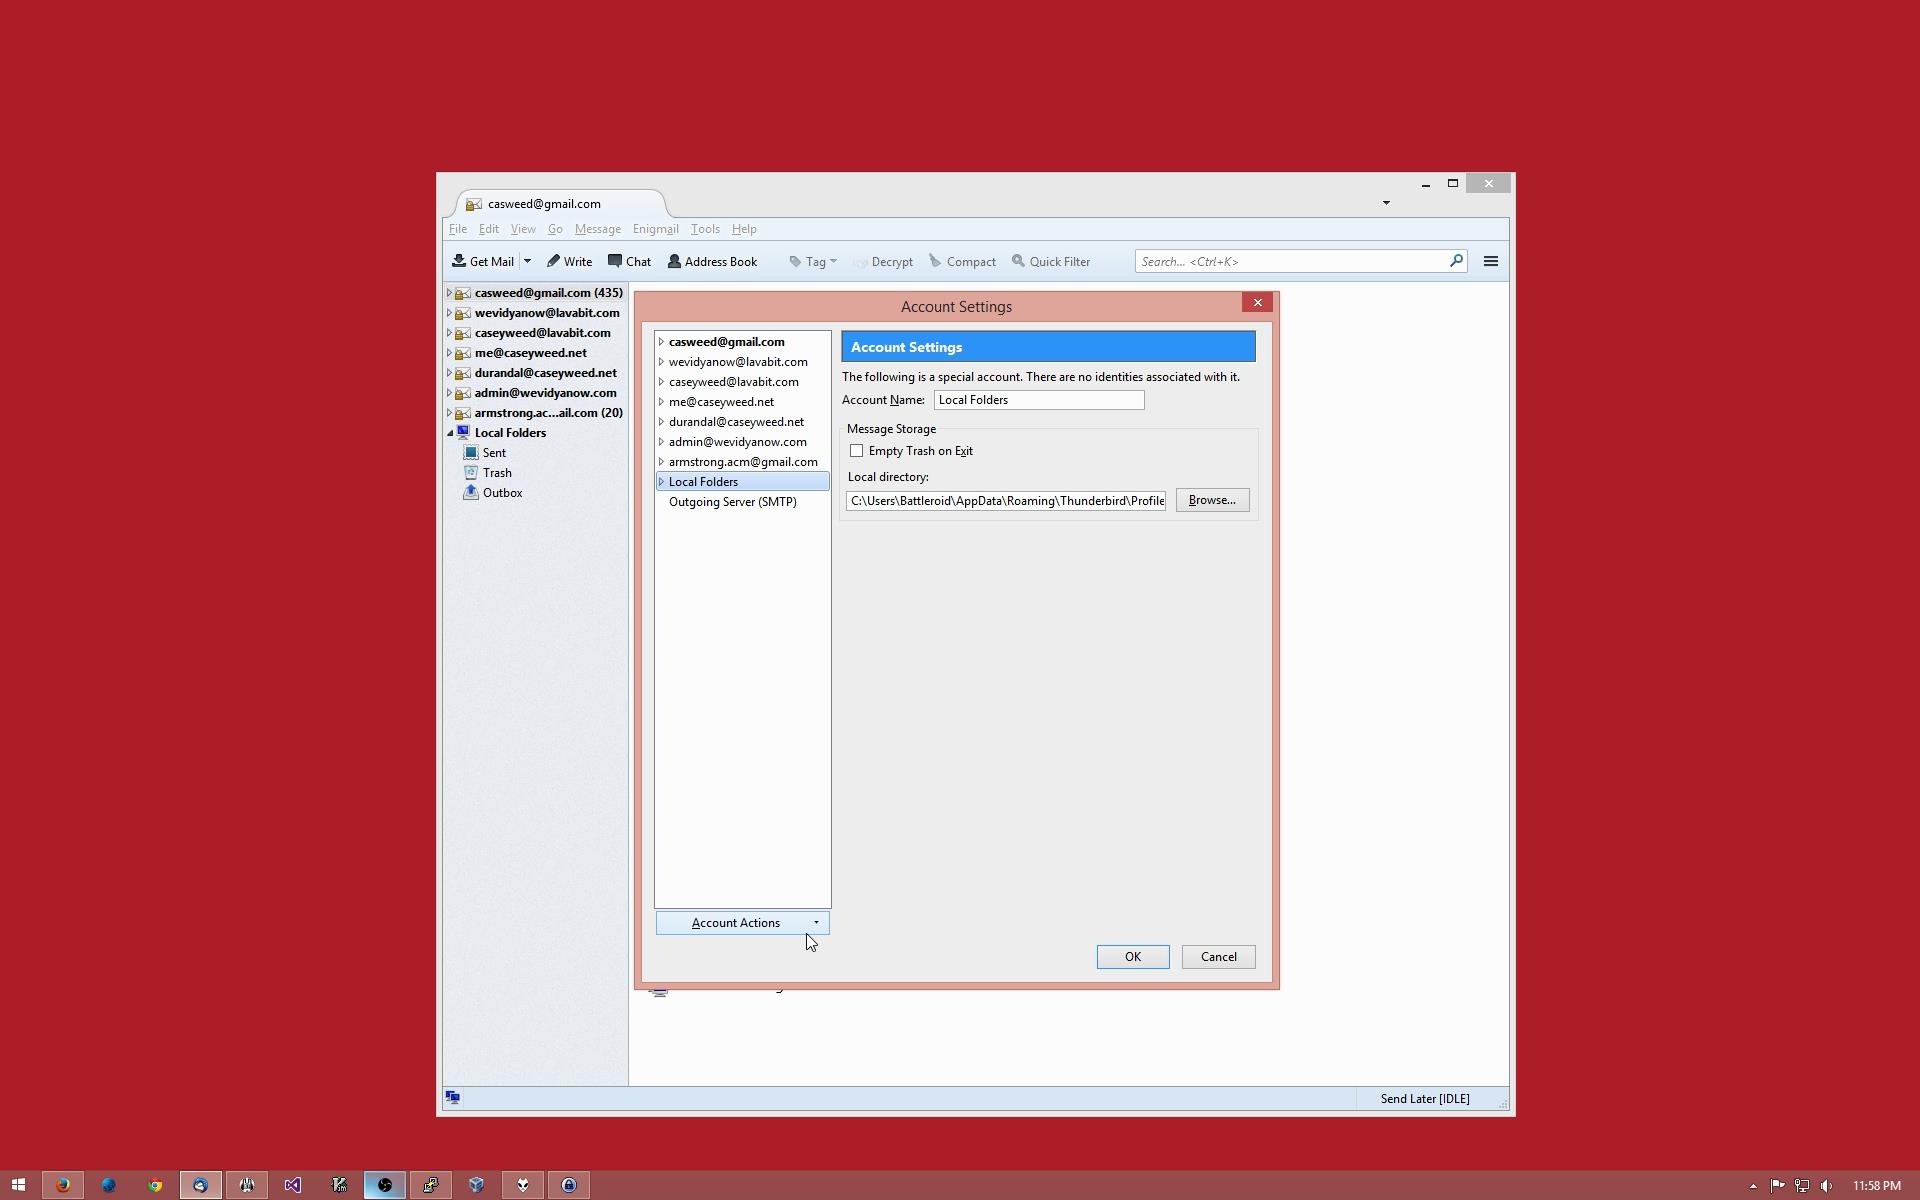 casweed@gmail.com
File Edit View Go Message Enigmail Tools Help
Get Mail Write Chat Address Book Tag Decrypt Compact Quick Filter Search... <Ctrl+K>
casweed@gmail.com (435)
wevidyanow@lavabit.com
caseyweed@lavabit.com
me@caseyweed.net
durandal@caseyweed.net
admin@wevidyanow.com
armstrong.ac...ail.com (20)
Local Folders
Sent
Trash
Outbox
Account Settings
casweed@gmail.com
wevidyanow@lavabit.com
caseyweed@lavabit.com
me@caseyweed.net
durandal@caseyweed.net
admin@wevidyanow.com
armstrong.acm@gmail.com
Local Folders
Outgoing Server (SMTP)
Account Actions
Account Settings
The following is a special account. There are no identities associated with it.
Account Name: Local Folders
Message Storage
Empty Trash on Exit
Local directory:
C:\Users\Battleroid\AppData\Roaming\Thunderbird\Profile Browse...
OK Cancel
Send Later [IDLE]
11:58 PM